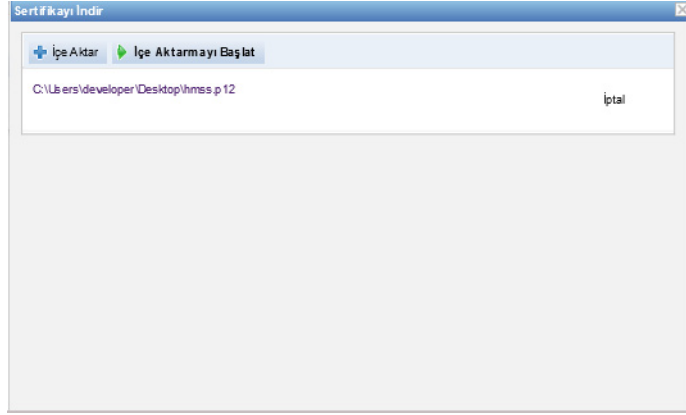 Sertifikayı İndir
İçe Aktar İçe Aktarmayı Başlat
C:\Users\developer\Desktop\hmss.p12
İptal